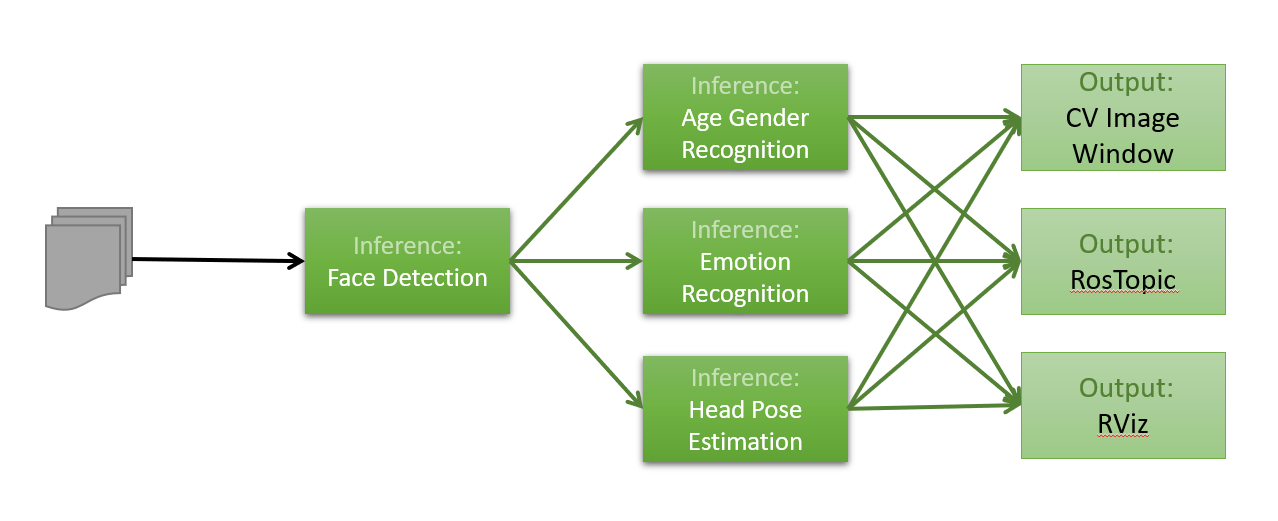 Inference:
Face Detection
Inference:
Age Gender
Recognition
Inference:
Emotion
Recognition
Inference:
Head Pose
Estimation
Output:
CV Image
Window
Output:
RosTopic
Output:
RViz